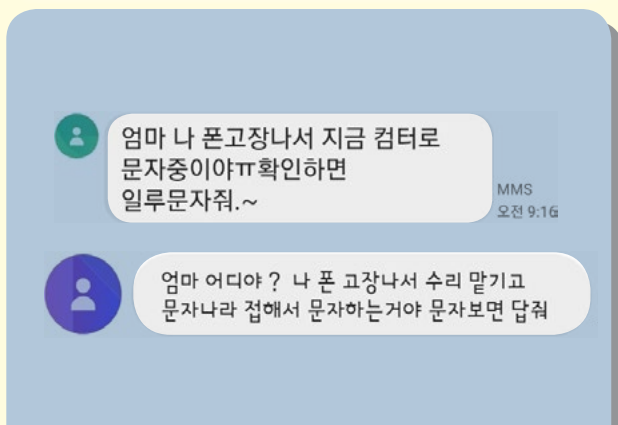 엄마 나 폰고장나서 지금 컴터로
문자중이야ㅠ확인하면
일루문자줘.~
MMS
오전 9:16
엄마 어디야? 나 폰 고장나서 수리 맡기고
문자나라 접해서 문자하는거야 문자보면 답줘